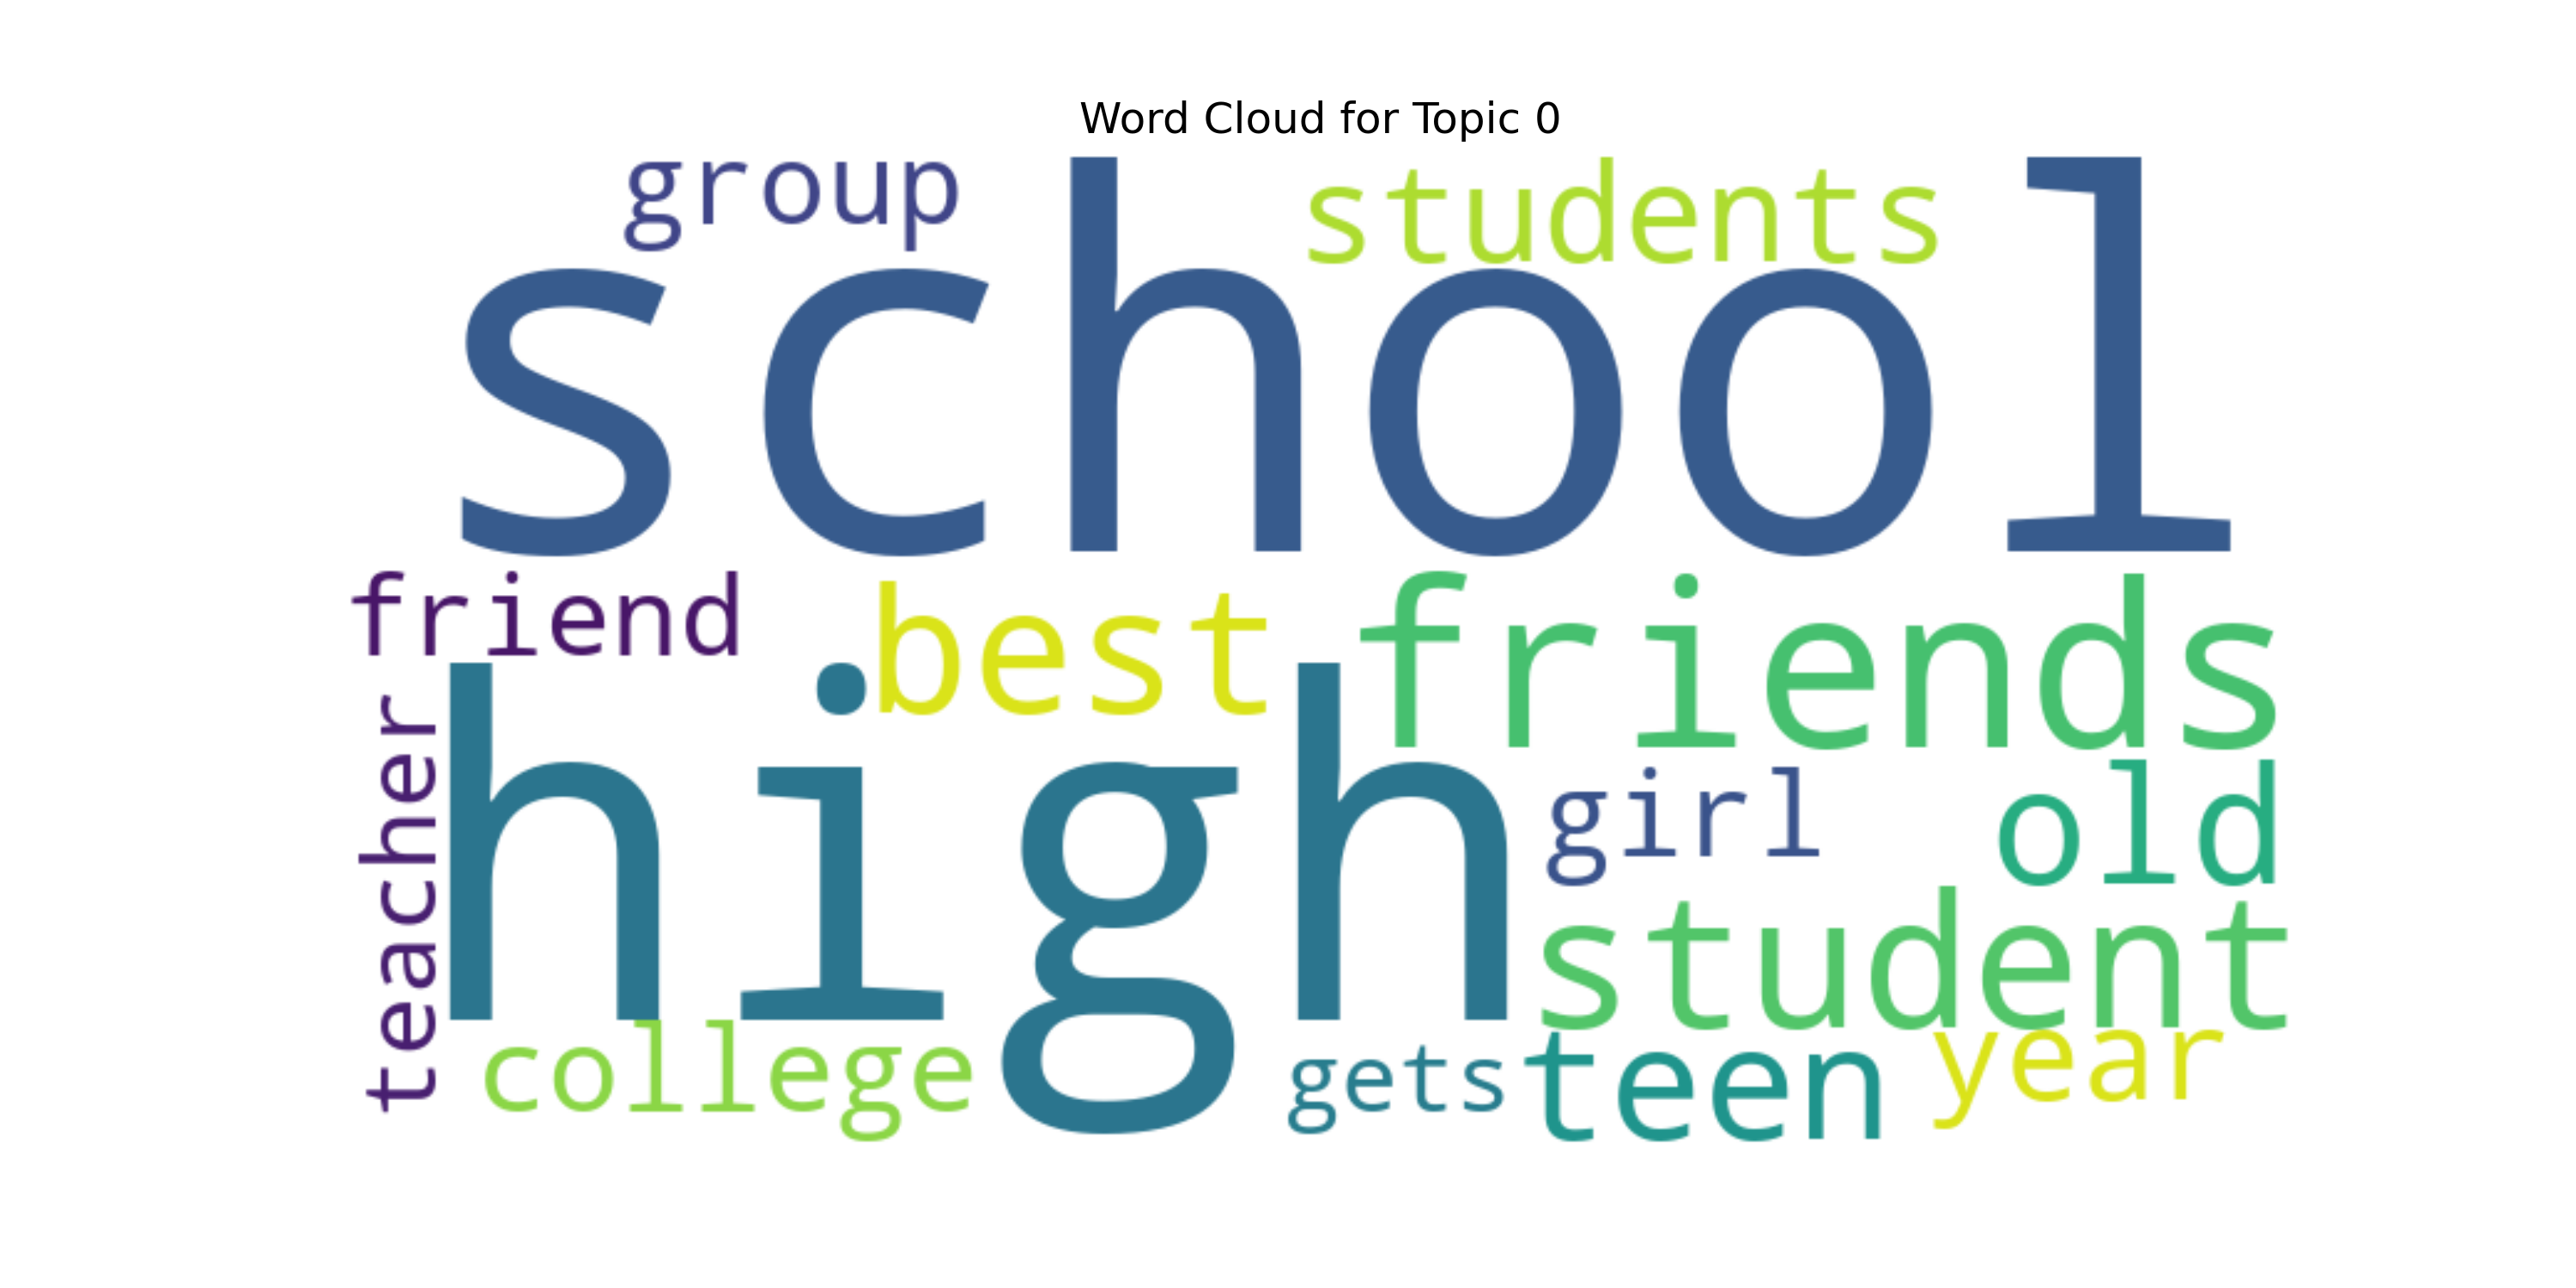 Word Cloud for Topic 0
group students
school
friend best friends
teacher high girl old
student
college gets teen year